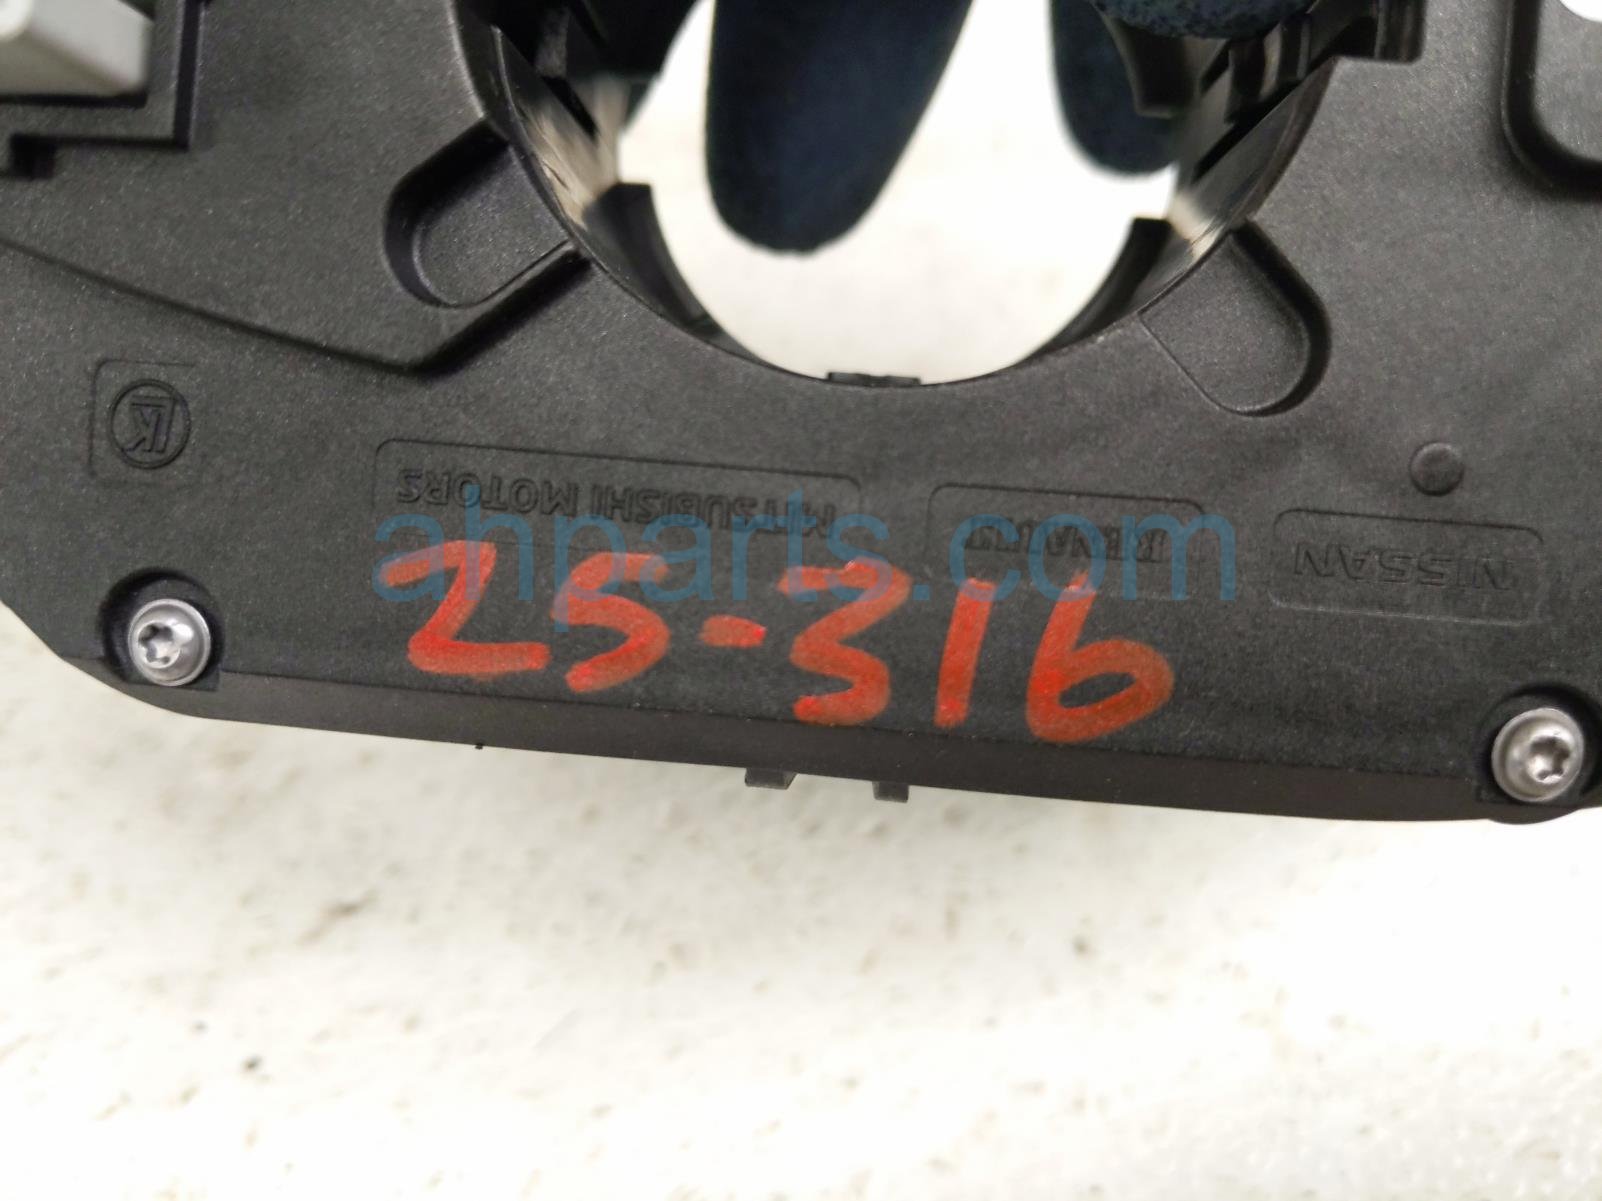 MITSUBISHI MOTORS
RENAULT
NISSAN
ahparts.com
25-316